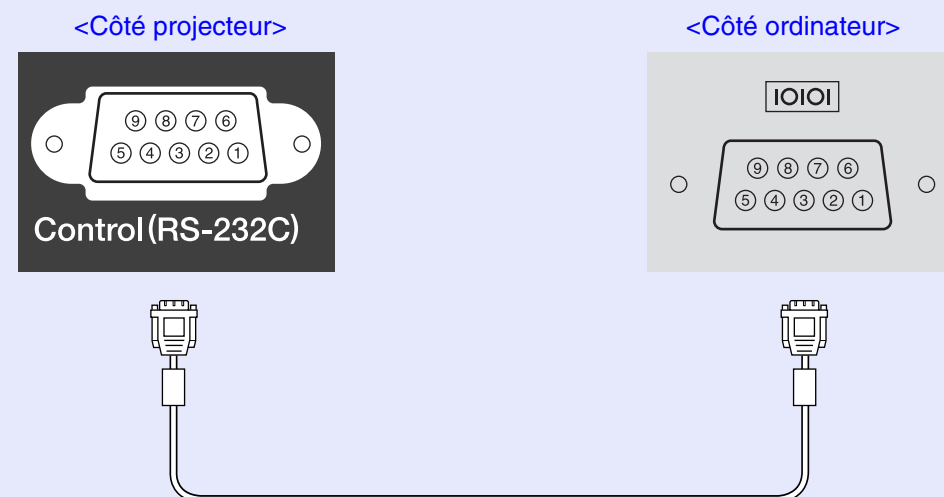 <Côté projecteur>
<Côté ordinateur>
IOIOI
⑨ ⑧ ⑦ ⑥
⑤ ④ ③ ② ①
Control (RS-232C)
⑨ ⑧ ⑦ ⑥
⑤ ④ ③ ② ①